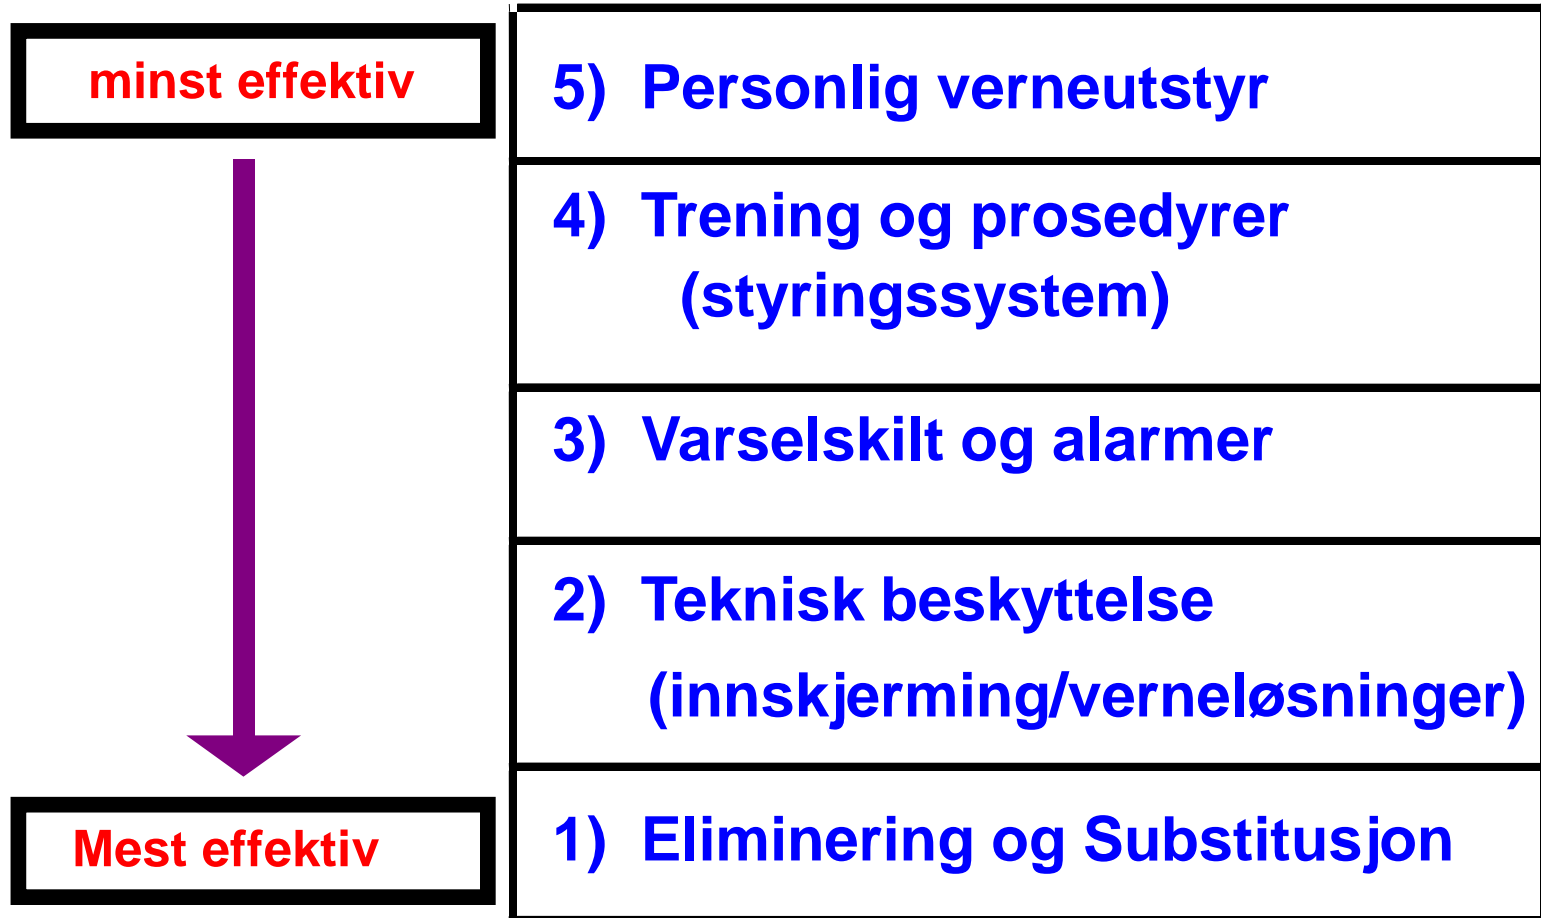 minst effektiv
5) Personlig verneutstyr
4) Trening og prosedyrer
(styringssystem)
3) Varselskilt og alarmer
2) Teknisk beskyttelse
(innskjerming/verneløsninger)
Mest effektiv
1) Eliminering og Substitusjon